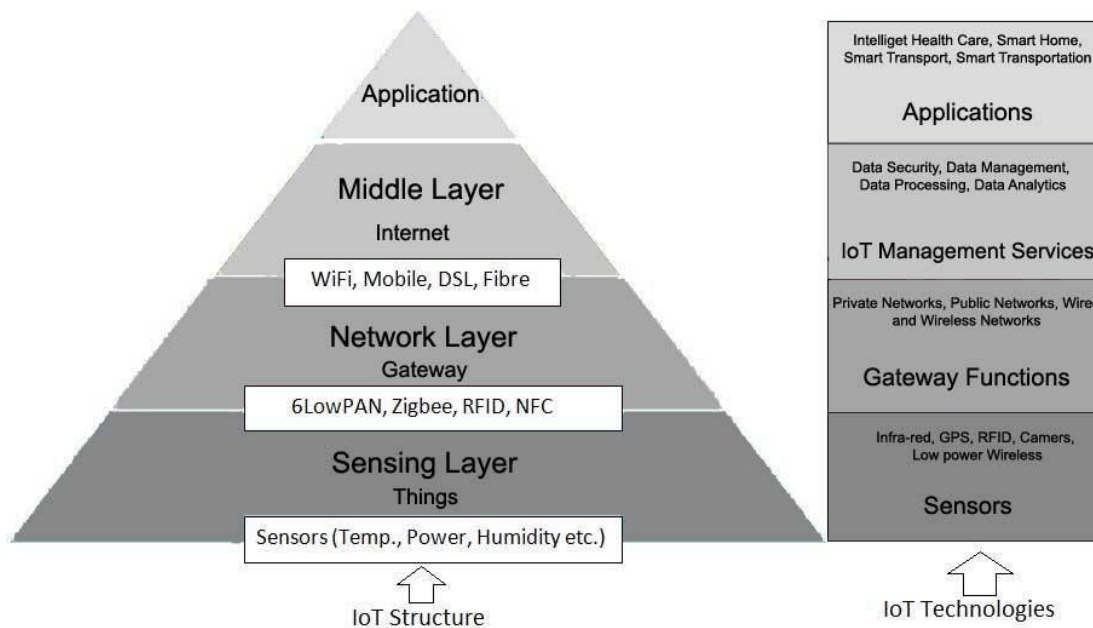 Application
Middle Layer
Internet
WiFi, Mobile, DSL, Fibre
Network Layer
Gateway
6LowPAN, Zigbee, RFID, NFC
Sensing Layer
Things
Sensors (Temp., Power, Humidity etc.)
IoT Structure
Intelliget Health Care, Smart Home,
Smart Transport, Smart Transportation
Applications
Data Security, Data Management,
Data Processing, Data Analytics
IoT Management Services
Private Networks, Public Networks, Wired
and Wireless Networks
Gateway Functions
Infra-red, GPS, RFID, Camers,
Low power Wireless
Sensors
IoT Technologies